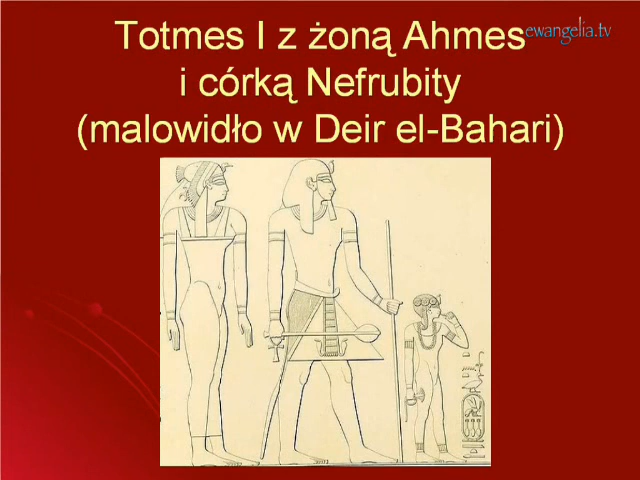 Totmes I z żoną Ahmes
ewangelia.tv
i córką Nefrubity
(malowidło w Deir el-Bahari)